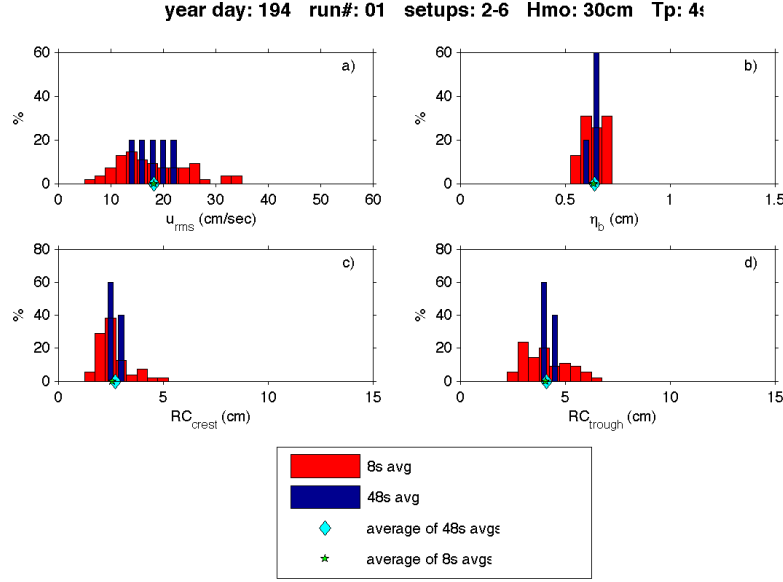 year day: 194 run#: 01 setups: 2-6 Hmo: 30cm Tp: 4s
60
40
20
0
%
a)
0 10 20 30 40 50 60
u_rms (cm/sec)
60
40
20
0
%
b)
0 0.5 1 1.5
η_b (cm)
80
60
40
20
0
%
c)
0 5 10 15
RC_crest (cm)
80
60
40
20
0
%
d)
0 5 10 15
RC_trough (cm)
8s avg
48s avg
average of 48s avgs
average of 8s avgs